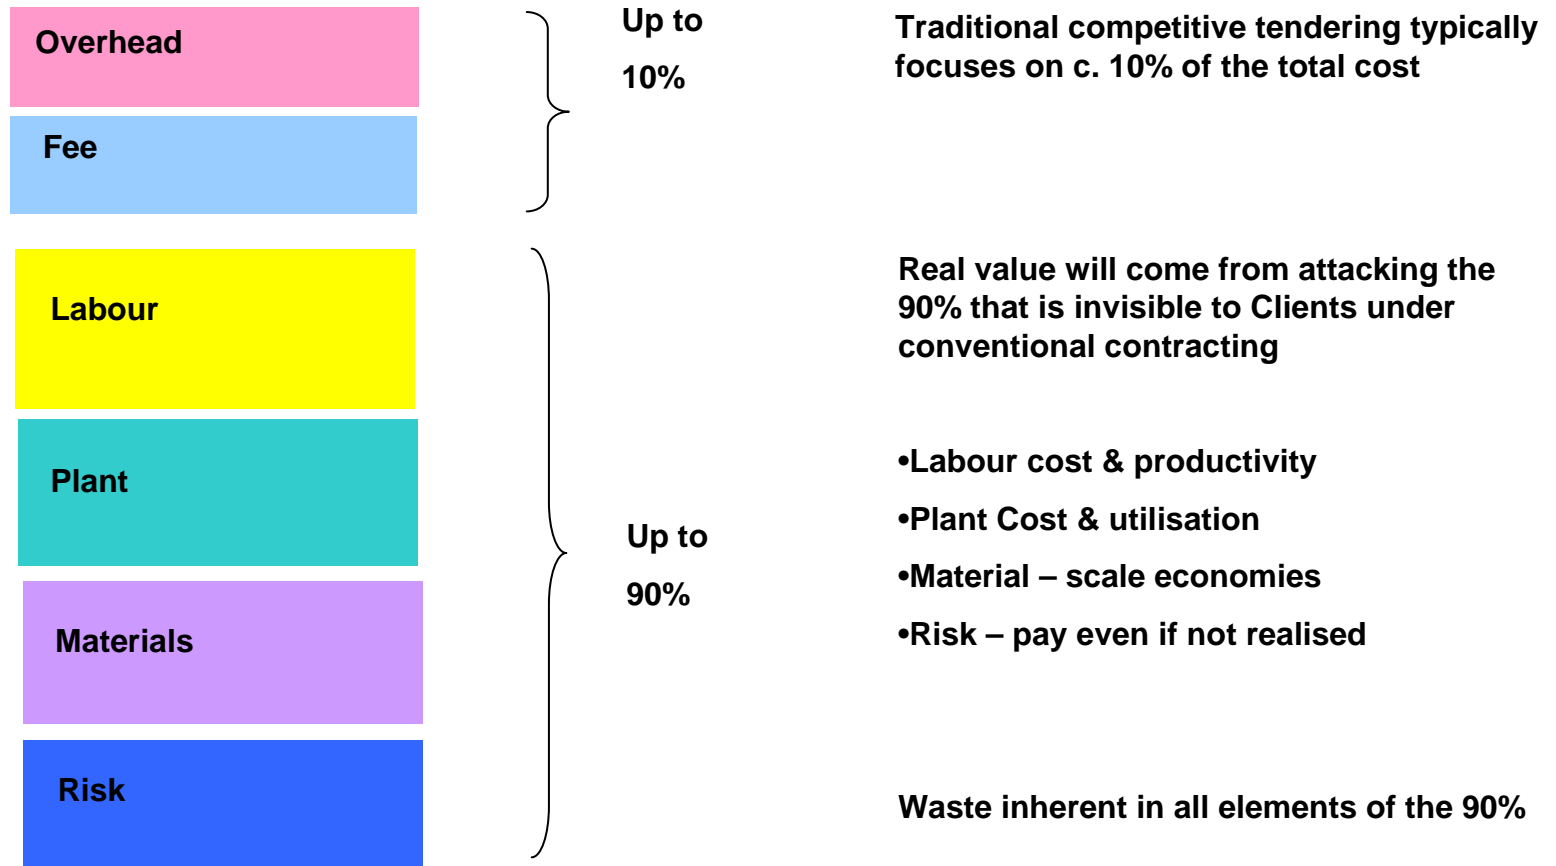 Overhead
Fee
Up to
10%
Traditional competitive tendering typically
focuses on c. 10% of the total cost
Labour
Plant
Materials
Risk
Up to
90%
Real value will come from attacking the
90% that is invisible to Clients under
conventional contracting
•Labour cost & productivity
•Plant Cost & utilisation
•Material – scale economies
•Risk – pay even if not realised
Waste inherent in all elements of the 90%